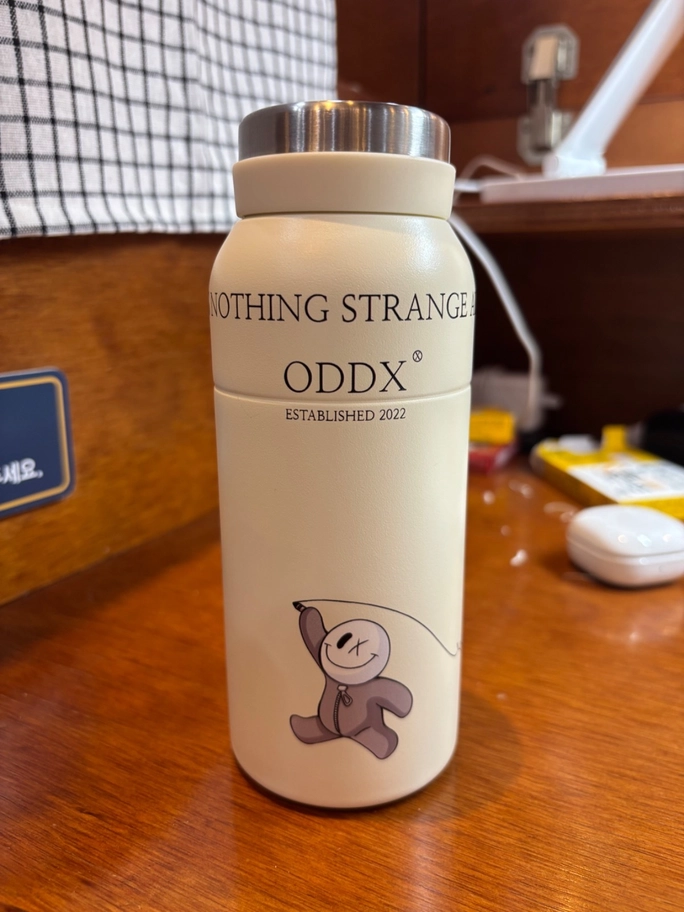 NOTHING STRANGE
ODDX®
ESTABLISHED 2022
세요.